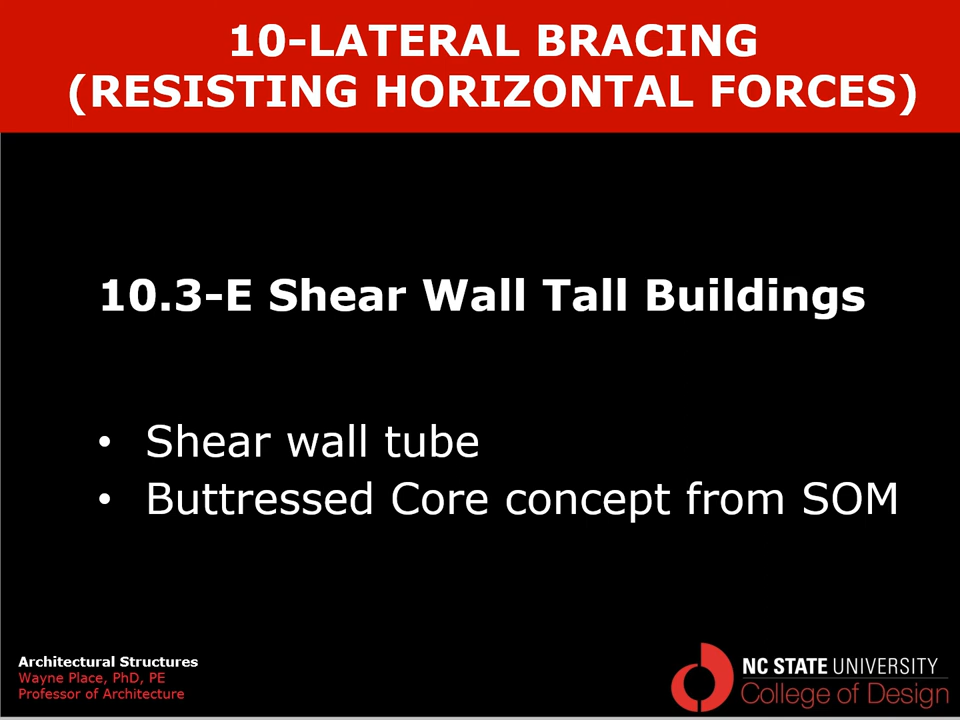 10-LATERAL BRACING
(RESISTING HORIZONTAL FORCES)
10.3-E Shear Wall Tall Buildings
• Shear wall tube
• Buttressed Core concept from SOM
Architectural Structures
Wayne Place, PhD, PE
Professor of Architecture
NC STATE UNIVERSITY
College of Design